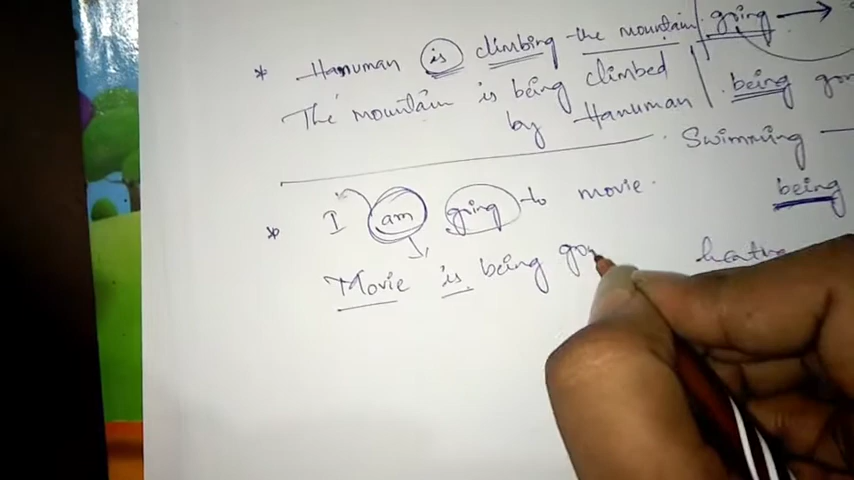 * Hanuman is climbing the mountain going →
The mountain is being climbed being
by Hanuman
Swimming
* I am going to movie. being
Movie is being